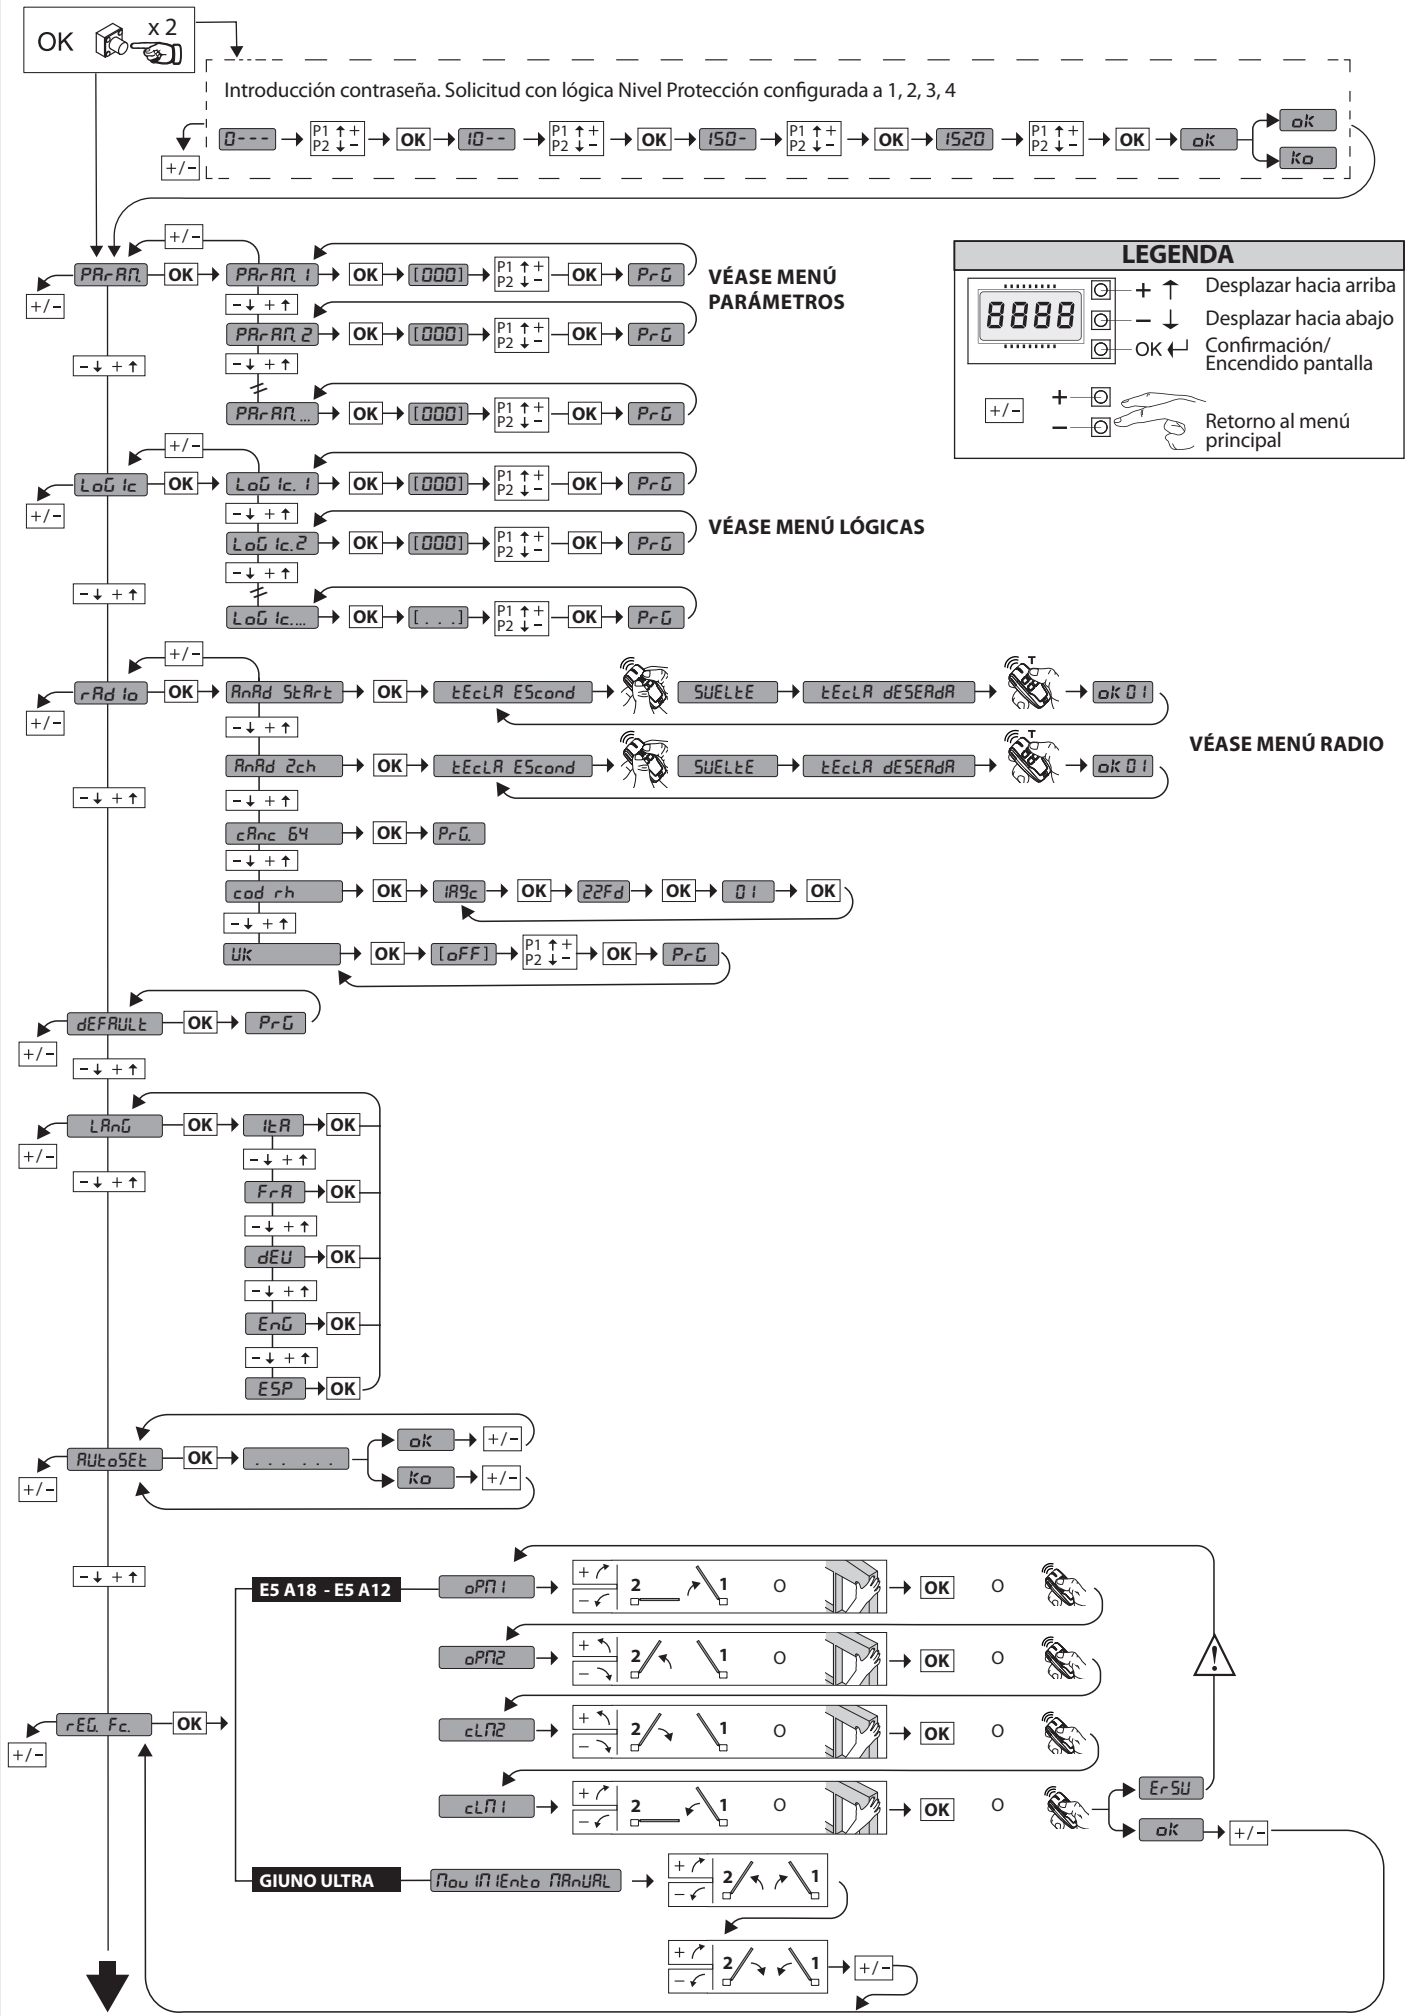 OK x 2
Introducción contraseña. Solicitud con lógica Nivel Protección configurada a 1, 2, 3, 4
0--- P1 ↑ + P2 ↓ − OK 10-- P1 ↑ + P2 ↓ − OK 150- P1 ↑ + P2 ↓ − OK 1520 P1 ↑ + P2 ↓ − OK oK
oK
Ko
+/−
+/−
PArAM. OK PArAM. 1 OK [000] P1 ↑ + P2 ↓ − OK PrG
+/−
− ↓ + ↑
PArAM. 2 OK [000] P1 ↑ + P2 ↓ − OK PrG
− ↓ + ↑
− ↓ + ↑
PArAM.... OK [000] P1 ↑ + P2 ↓ − OK PrG
VÉASE MENÚ
PARÁMETROS
LEGENDA
8888
+ ↑ Desplazar hacia arriba
− ↓ Desplazar hacia abajo
OK Confirmación/
Encendido pantalla
+/− + −
Retorno al menú
principal
+/−
LoGIc OK LoGIc. 1 OK [000] P1 ↑ + P2 ↓ − OK PrG
+/−
− ↓ + ↑
LoGIc.2 OK [000] P1 ↑ + P2 ↓ − OK PrG
VÉASE MENÚ LÓGICAS
− ↓ + ↑
− ↓ + ↑
LoGIc.... OK [. . .] P1 ↑ + P2 ↓ − OK PrG
+/−
rAdIo OK AnAd StArt OK tEcLA EScond SUELtE tEcLA dESEAdA T oK 01
+/−
− ↓ + ↑
AnAd 2ch OK tEcLA EScond SUELtE tEcLA dESEAdA T oK 01
VÉASE MENÚ RADIO
− ↓ + ↑
− ↓ + ↑
cAnc 64 OK PrG.
− ↓ + ↑
cod rh OK 1A9c OK 22Fd OK 01 OK
− ↓ + ↑
UK OK [oFF] P1 ↑ + P2 ↓ − OK PrG
dEFAULt OK PrG
+/−
− ↓ + ↑
LAnG OK ItA OK
+/−
− ↓ + ↑
− ↓ + ↑
FrA OK
− ↓ + ↑
dEU OK
− ↓ + ↑
EnG OK
− ↓ + ↑
ESP OK
AUtoSEt OK . . . . . .
oK +/−
Ko +/−
+/−
− ↓ + ↑
E5 A18 - E5 A12 oPM1 + − 2 1 O OK O
oPM2 + − 2 1 O OK O
rEG. Fc. OK
+/−
cLM2 + − 2 1 O OK O
cLM1 + − 2 1 O OK O
!
ErSU
oK +/−
GIUNO ULTRA MovIMIEnto MAnUAL + − 2 1
+ − 2 1 +/−